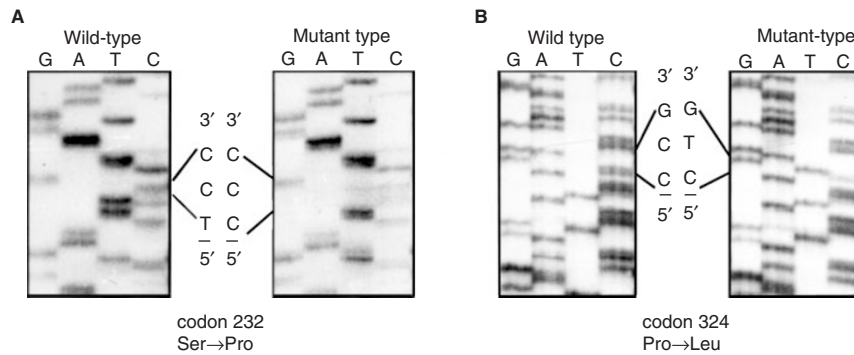 A
Wild-type
Mutant type
G A T C
G A T C
3′ 3′
C C
C C
T C
5′ 5′
codon 232
Ser→Pro
B
Wild type
Mutant-type
G A T C
G A T C
3′ 3′
G G
C T
C C
5′ 5′
codon 324
Pro→Leu